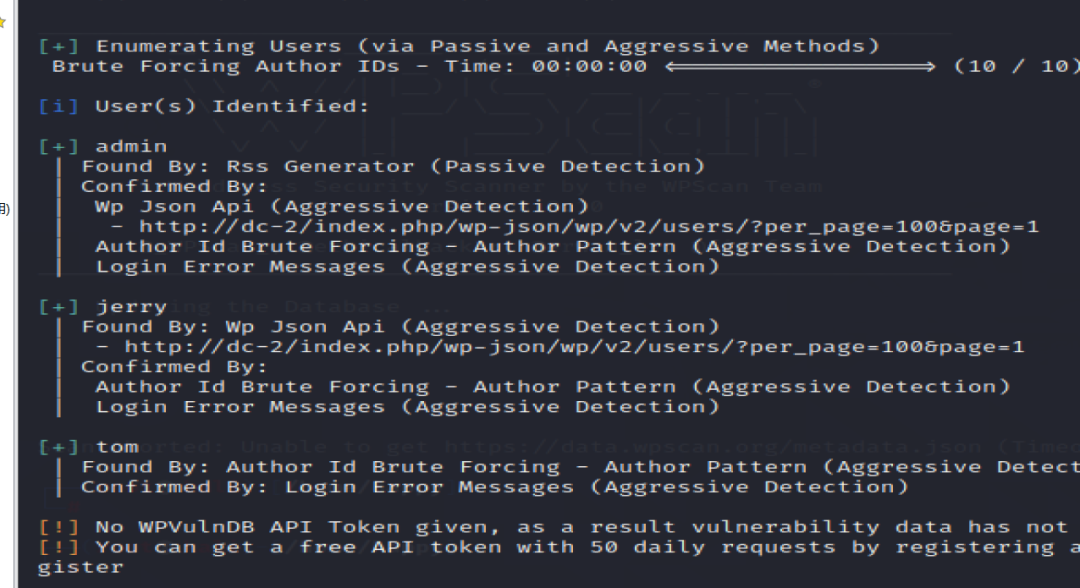 [+] Enumerating Users (via Passive and Aggressive Methods)
Brute Forcing Author IDs - Time: 00:00:00 <==================> (10 / 10)
[i] User(s) Identified:
[+] admin
| Found By: Rss Generator (Passive Detection)
| Confirmed By:
| Wp Json Api (Aggressive Detection)
| - http://dc-2/index.php/wp-json/wp/v2/users/?per_page=100&page=1
| Author Id Brute Forcing - Author Pattern (Aggressive Detection)
| Login Error Messages (Aggressive Detection)
[+] jerry
| Found By: Wp Json Api (Aggressive Detection)
| - http://dc-2/index.php/wp-json/wp/v2/users/?per_page=100&page=1
| Confirmed By:
| Author Id Brute Forcing - Author Pattern (Aggressive Detection)
| Login Error Messages (Aggressive Detection)
[+] tom
| Found By: Author Id Brute Forcing - Author Pattern (Aggressive Detect
| Confirmed By: Login Error Messages (Aggressive Detection)
[!] No WPVulnDB API Token given, as a result vulnerability data has not
[!] You can get a free API token with 50 daily requests by registering a
gister